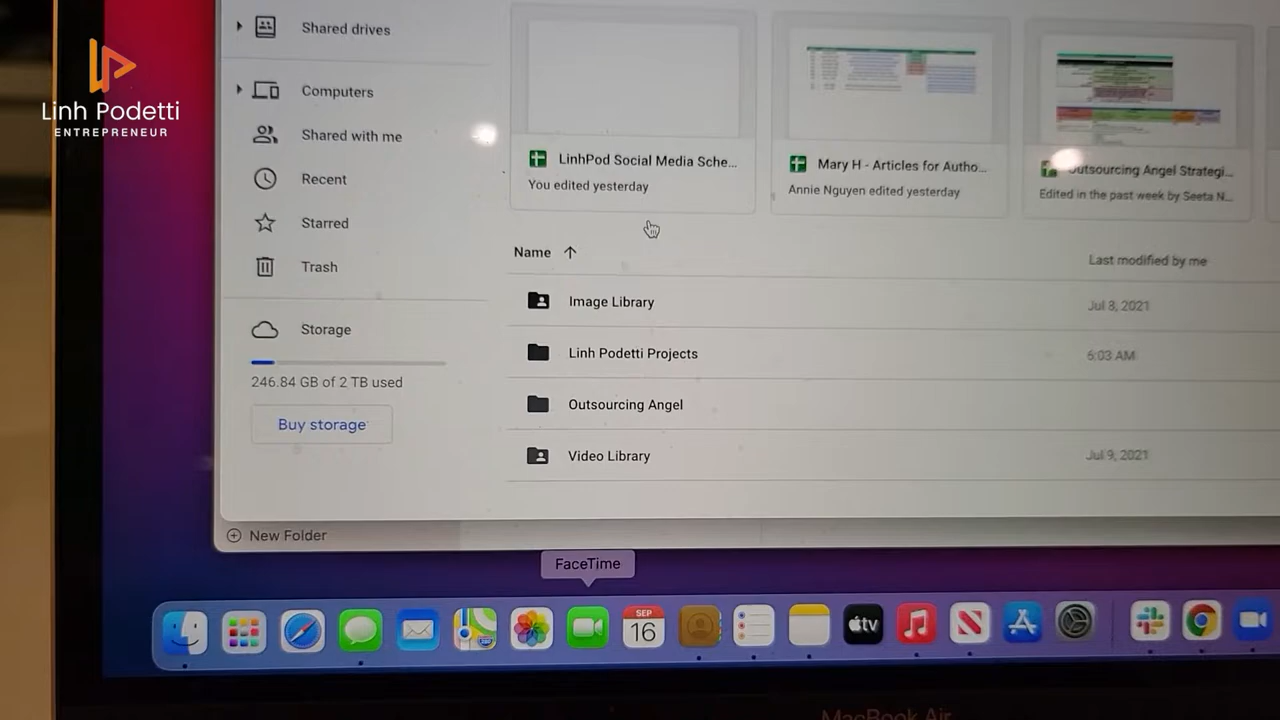 Linh Podetti
ENTREPRENEUR
Shared drives
Computers
Shared with me
Recent
Starred
Trash
Storage
246.84 GB of 2 TB used
Buy storage
LinhPod Social Media Sche...
You edited yesterday
Mary H - Articles for Autho...
Annie Nguyen edited yesterday
Outsourcing Angel Strategi...
Edited in the past week by Seeta N...
Name
Last modified by me
Image Library
Jul 3, 2021
Linh Podetti Projects
6:03 AM
Outsourcing Angel
Video Library
Jul 9, 2021
New Folder
FaceTime
SEP
16
tv
MacBook Air